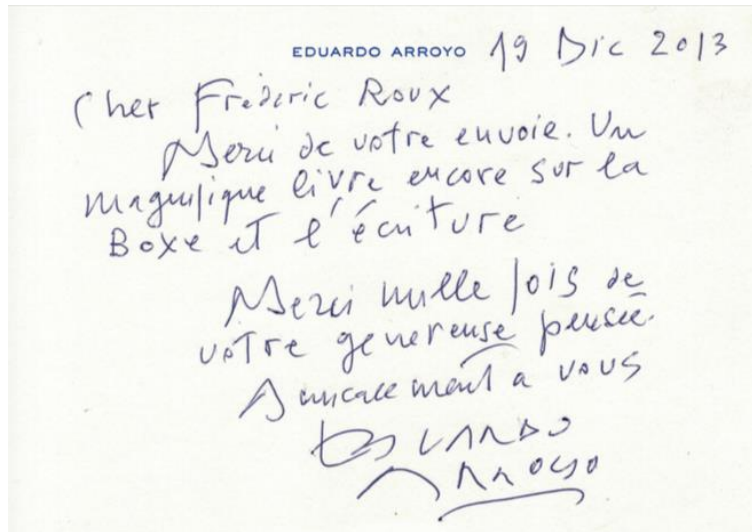 EDUARDO ARROYO 19 Dic 2013
Cher Frederic Roux
Merci de votre envoie. Un
magnifique livre encore sur la
Boxe et l'écriture
Merci mille fois de
votre genereuse pensée.
Amicalement a vous
EDUARDO
ARROYO